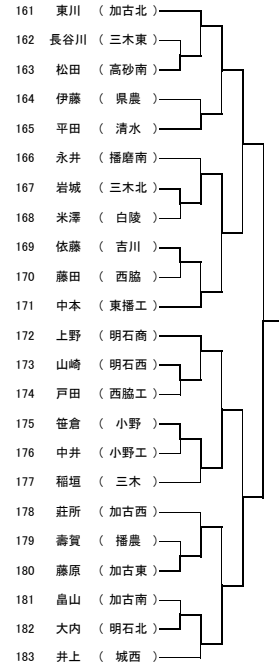 161 東川 （ 加古北 ）
162 長谷川 （ 三木東 ）
163 松田 （ 高砂南 ）
164 伊藤 （ 県農 ）
165 平田 （ 清水 ）
166 永井 （ 播磨南 ）
167 岩城 （ 三木北 ）
168 米澤 （ 白陵 ）
169 依藤 （ 吉川 ）
170 藤田 （ 西脇 ）
171 中本 （ 東播工 ）
172 上野 （ 明石商 ）
173 山崎 （ 明石西 ）
174 戸田 （ 西脇工 ）
175 笹倉 （ 小野 ）
176 中井 （ 小野工 ）
177 稲垣 （ 三木 ）
178 莊所 （ 加古西 ）
179 壽賀 （ 播農 ）
180 藤原 （ 加古東 ）
181 畠山 （ 加古南 ）
182 大内 （ 明石北 ）
183 井上 （ 城西 ）